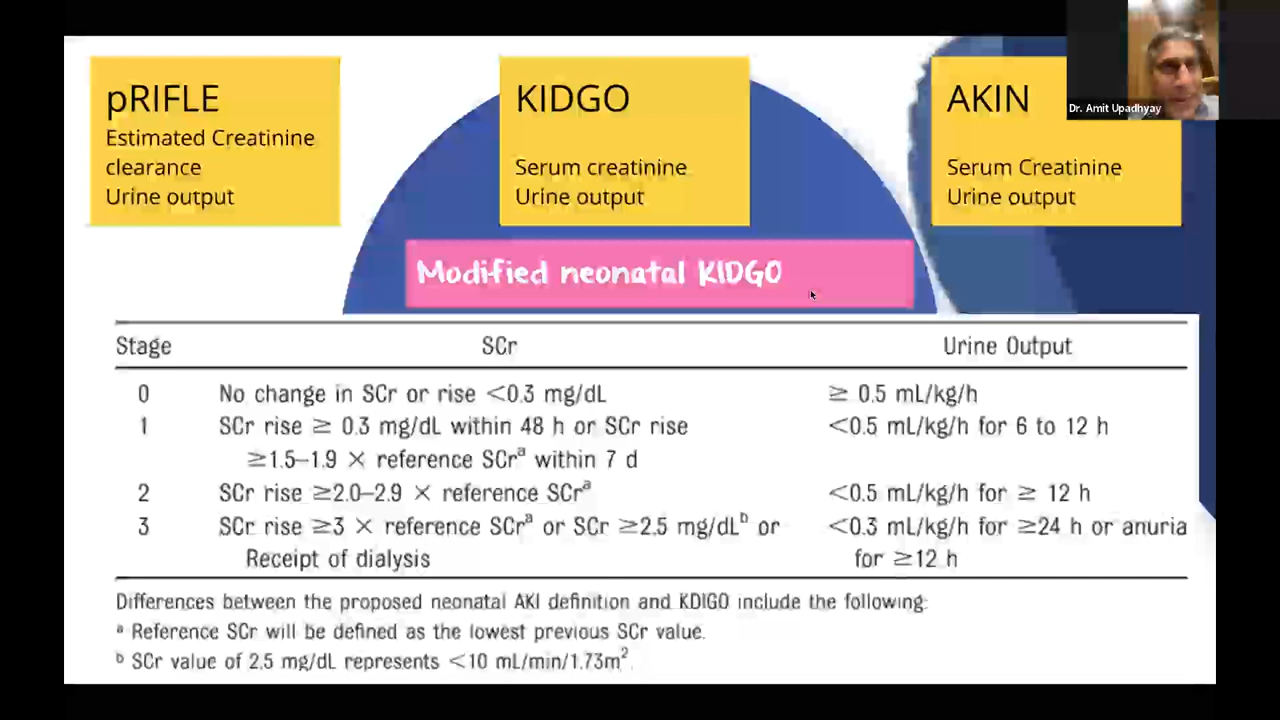 pRIFLE
Estimated Creatinine
clearance
Urine output
KIDGO
Serum creatinine
Urine output
AKIN
Serum Creatinine
Urine output
Dr. Amit Upadhyay
Modified neonatal KIDGO
Stage SCr Urine Output
0 No change in SCr or rise <0.3 mg/dL ≥ 0.5 mL/kg/h
1 SCr rise ≥ 0.3 mg/dL within 48 h or SCr rise <0.5 mL/kg/h for 6 to 12 h
≥1.5–1.9 × reference SCrᵃ within 7 d
2 SCr rise ≥2.0–2.9 × reference SCrᵃ <0.5 mL/kg/h for ≥ 12 h
3 SCr rise ≥3 × reference SCrᵃ or SCr ≥2.5 mg/dLᵇ or <0.3 mL/kg/h for ≥24 h or anuria
Receipt of dialysis for ≥12 h
Differences between the proposed neonatal AKI definition and KDIGO include the following:
ᵃ Reference SCr will be defined as the lowest previous SCr value.
ᵇ SCr value of 2.5 mg/dL represents <10 mL/min/1.73m².